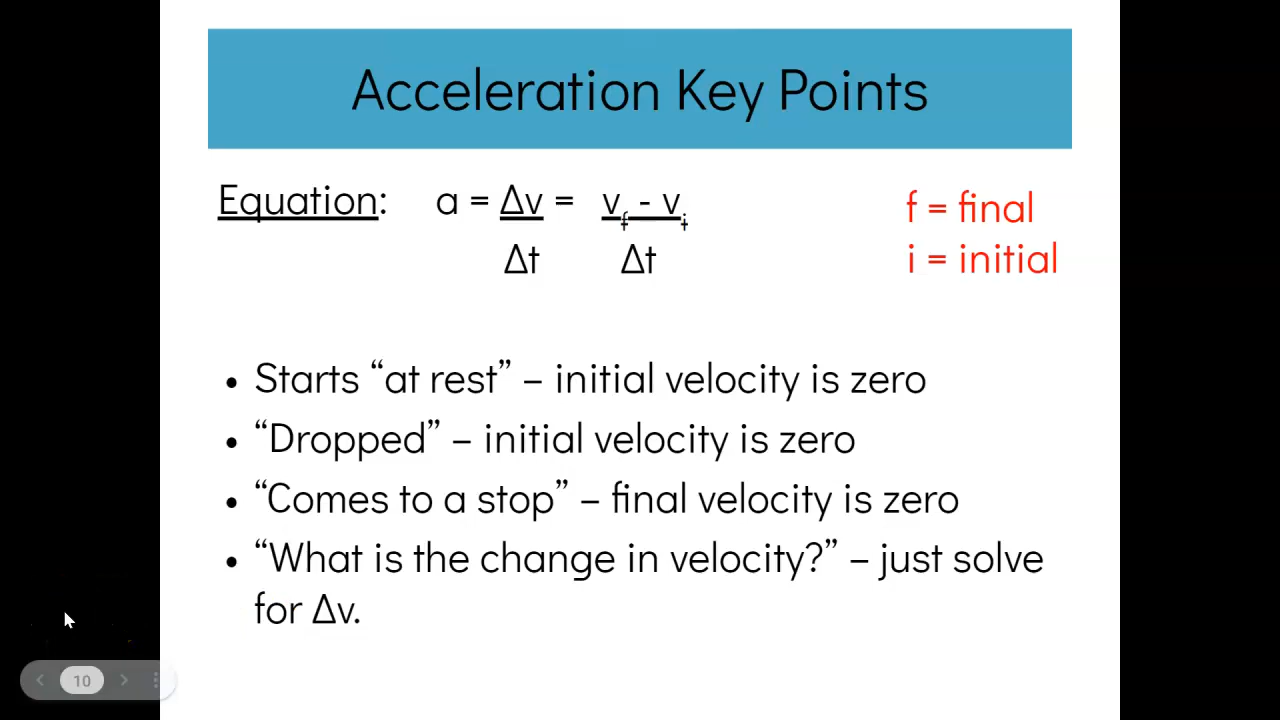 Acceleration Key Points
Equation: a = Δv = v_f - v_i
Δt Δt
f = final
i = initial
• Starts “at rest” – initial velocity is zero
• “Dropped” – initial velocity is zero
• “Comes to a stop” – final velocity is zero
• “What is the change in velocity?” – just solve
for Δv.
10